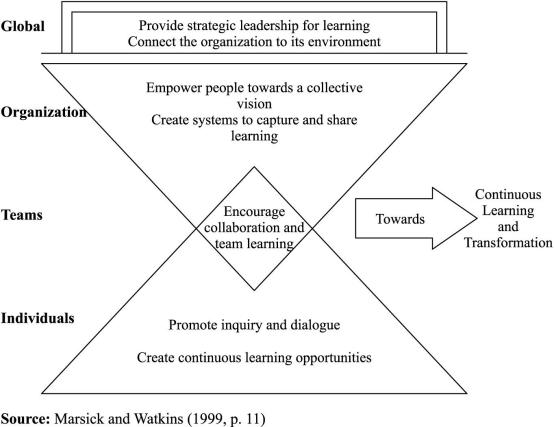 Global
Provide strategic leadership for learning
Connect the organization to its environment
Organization
Empower people towards a collective
vision
Create systems to capture and share
learning
Teams
Encourage
collaboration and
team learning
Towards
Continuous
Learning
and
Transformation
Individuals
Promote inquiry and dialogue
Create continuous learning opportunities
Source: Marsick and Watkins (1999, p. 11)